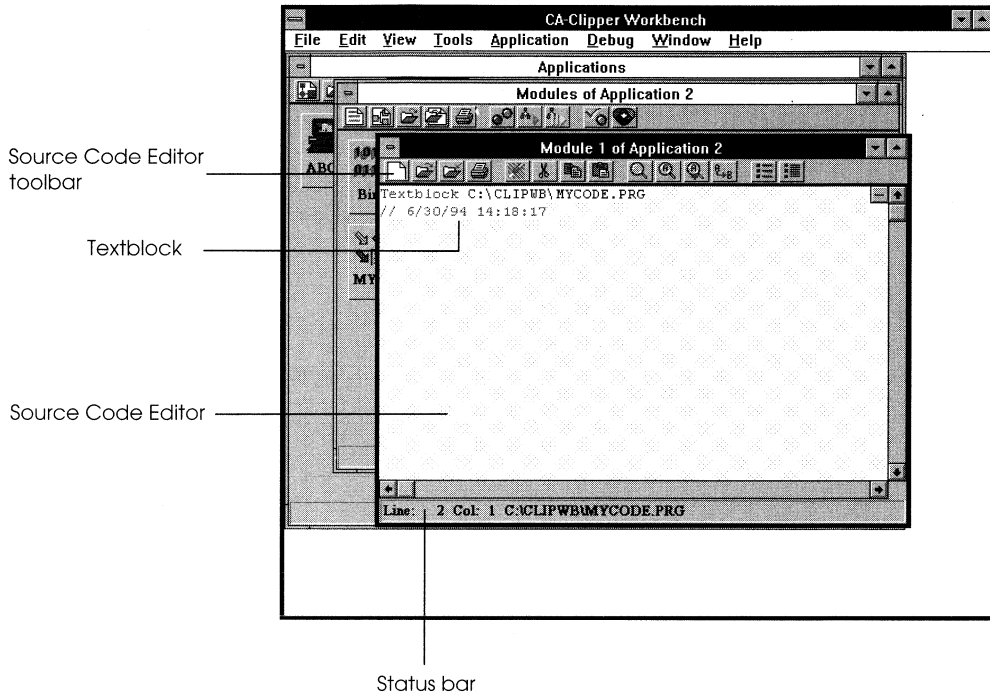 CA-Clipper Workbench
File Edit View Tools Application Debug Window Help
Applications
Modules of Application 2
Module 1 of Application 2
Source Code Editor
toolbar
Textblock C:\CLIPWB\MYCODE.PRG
// 6/30/94 14:18:17
Textblock
MY
Source Code Editor
Line: 2 Col: 1 C:\CLIPWB\MYCODE.PRG
Status bar